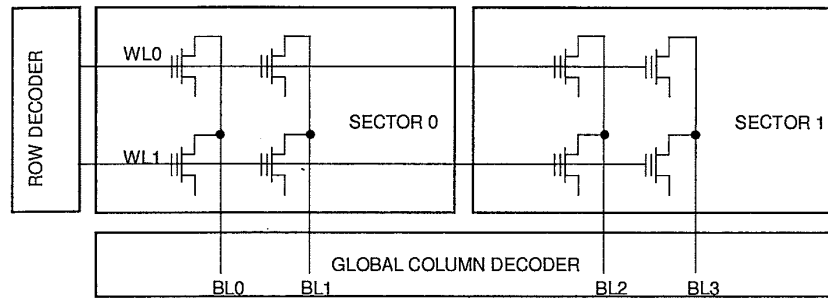 ROW DECODER
WL0
SECTOR 0
SECTOR 1
WL1
GLOBAL COLUMN DECODER
BL0 BL1 BL2 BL3